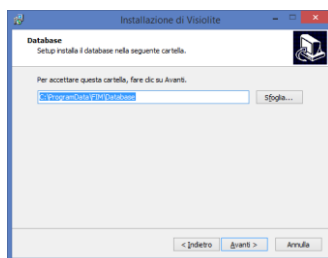 Installazione di Visiolite
Database
Setup installa il database nella seguente cartella.
Per accettare questa cartella, fare clic su Avanti.
C:\ProgramData\FIM\Database
Sfoglia...
< Indietro
Avanti >
Annulla